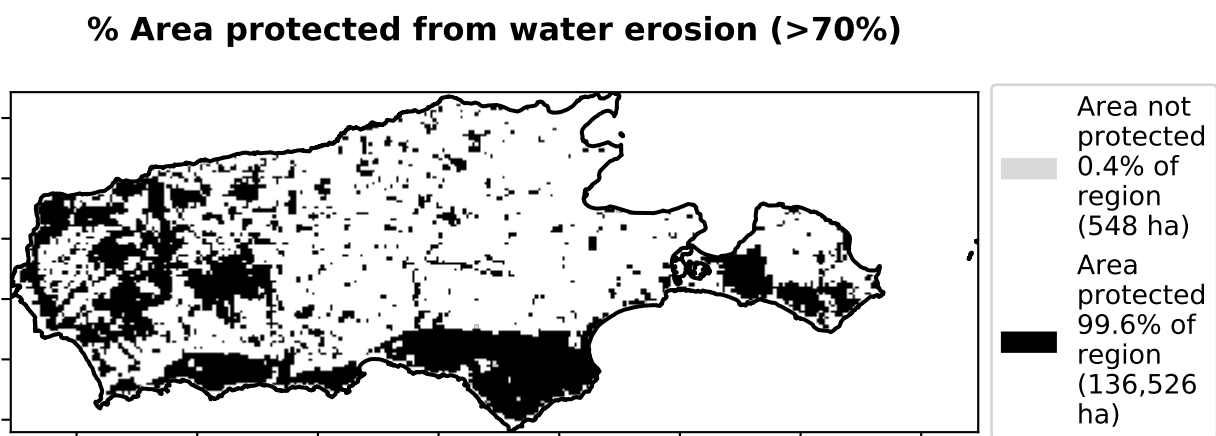 % Area protected from water erosion (>70%)
Area not
protected
0.4% of
region
(548 ha)
Area
protected
99.6% of
region
(136,526
ha)